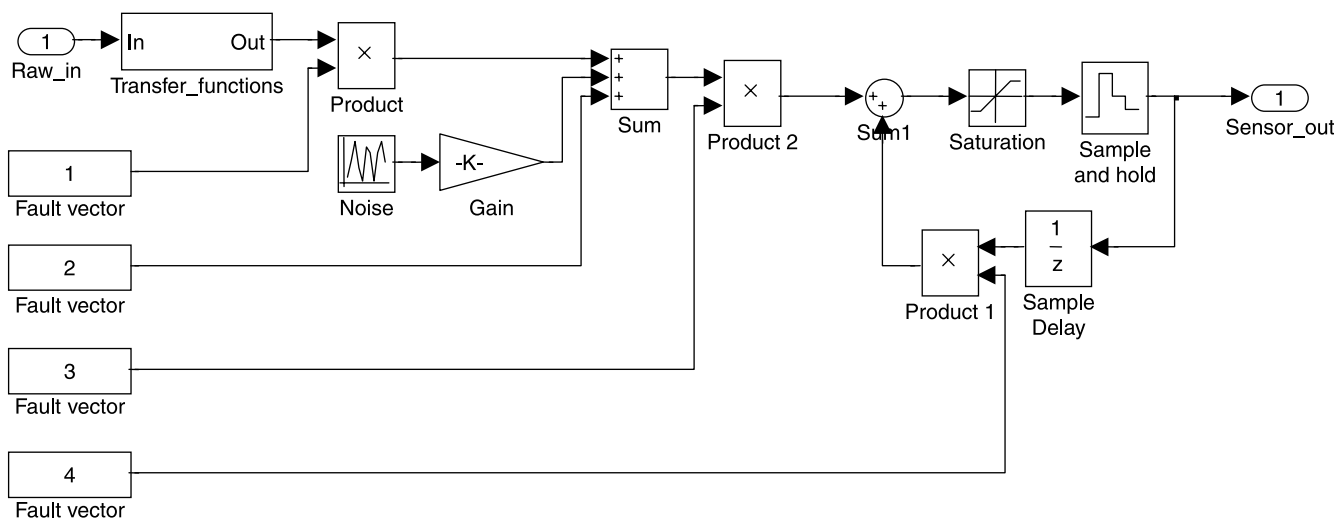 1
Raw_in
In Out
Transfer_functions
×
Product
+
+
+
Sum
×
Product 2
+
+
Sum1
Saturation
Sample
and hold
1
Sensor_out
1
Fault vector
Noise
-K-
Gain
2
Fault vector
×
Product 1
1
z
Sample
Delay
3
Fault vector
4
Fault vector